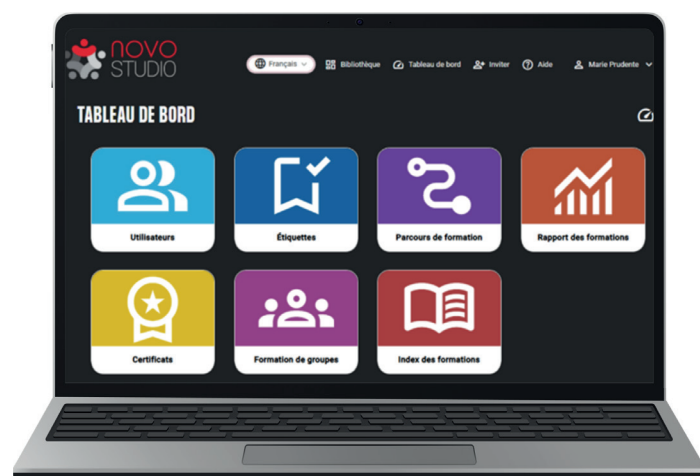 NOVO
STUDIO
Français
Bibliothèque
Tableau de bord
Inviter
Aide
Marie Prudente
TABLEAU DE BORD
Utilisateurs
Étiquettes
Parcours de formation
Rapport des formations
Certificats
Formation de groupes
Index des formations